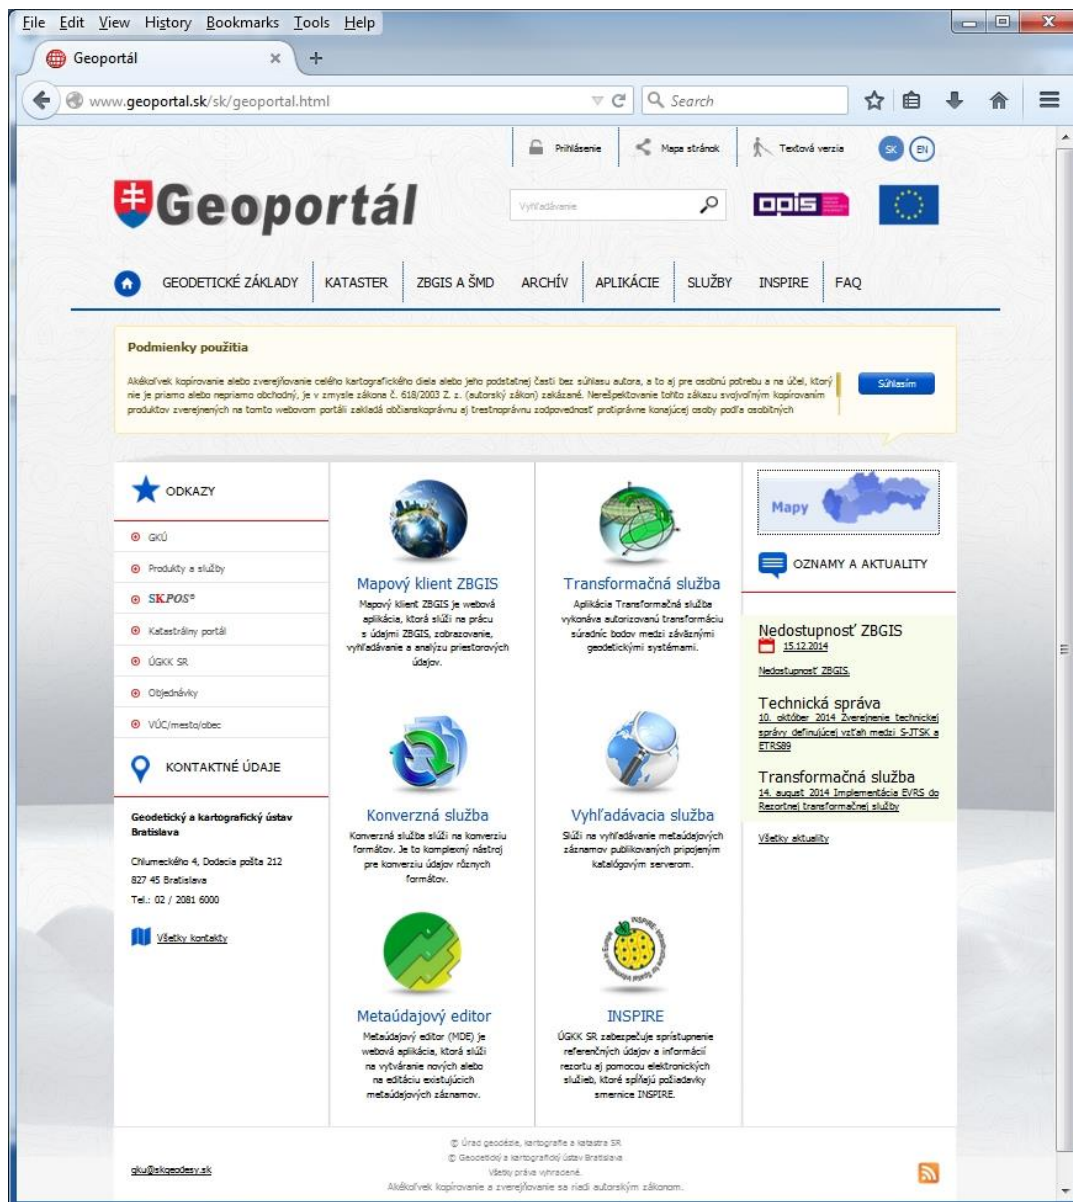 File Edit View History Bookmarks Tools Help
Geoportál
www.geoportal.sk/sk/geoportal.html
Search
Prihlásenie
Mapa stránok
Textová verzia
SK
EN
Geoportál
Vyhľadávanie
opis
GEODETICKÉ ZÁKLADY
KATASTER
ZBGIS A ŠMD
ARCHÍV
APLIKÁCIE
SLUŽBY
INSPIRE
FAQ
Podmienky použitia
Akékoľvek kopírovanie alebo zverejňovanie celého kartografického diela alebo jeho podstatnej časti bez súhlasu autora, a to aj pre osobnú potrebu a na účel, ktorý
nie je priamo alebo nepriamo obchodný, je v zmysle zákona č. 618/2003 Z. z. (autorský zákon) zakázané. Nerešpektovanie tohto zákazu svojvoľným kopírovaním
produktov zverejnených na tomto webovom portáli zakladá občianskoprávnu aj trestnoprávnu zodpovednosť protiprávne konajúcej osoby podľa osobitných
Súhlasím
ODKAZY
GKÚ
Produkty a služby
SKPOS®
Katastrálny portál
ÚGKK SR
Objednávky
VÚC/mesto/obec
KONTAKTNÉ ÚDAJE
Geodetický a kartografický ústav
Bratislava
Chlumeckého 4, Dodacia pošta 212
827 45 Bratislava
Tel.: 02 / 2081 6000
Všetky kontakty
Mapový klient ZBGIS
Mapový klient ZBGIS je webová
aplikácia, ktorá slúži na prácu
s údajmi ZBGIS, zobrazovanie,
vyhľadávanie a analýzu priestorových
údajov.
Transformačná služba
Aplikácia Transformačná služba
vykonáva autorizovanú transformáciu
súradníc bodov medzi záväznými
geodetickými systémami.
Konverzná služba
Konverzná služba slúži na konverziu
formátov. Je to komplexný nástroj
pre konverziu údajov rôznych
formátov.
Vyhľadávacia služba
Slúži na vyhľadávanie metaúdajových
záznamov publikovaných pripojeným
katalógovým serverom.
Metaúdajový editor
Metaúdajový editor (MDE) je
webová aplikácia, ktorá slúži
na vytváranie nových alebo
na editáciu existujúcich
metaúdajových záznamov.
INSPIRE
ÚGKK SR zabezpečuje sprístupnenie
referenčných údajov a informácií
rezortu aj pomocou elektronických
služieb, ktoré spĺňajú požiadavky
smernice INSPIRE.
Mapy
OZNAMY A AKTUALITY
Nedostupnosť ZBGIS
15.12.2014
Nedostupnosť ZBGIS.
Technická správa
10. október 2014 Zverejnenie technickej
správy definujúcej vzťah medzi S-JTSK a
ETRS89
Transformačná služba
14. august 2014 Implementácia EVRS do
Rezortnej transformačnej služby
Všetky aktuality
gku@skgeodesy.sk
© Úrad geodézie, kartografie a katastra SR
© Geodetický a kartografický ústav Bratislava
Všetky práva vyhradené.
Akékoľvek kopírovanie a zverejňovanie sa riadi autorským zákonom.